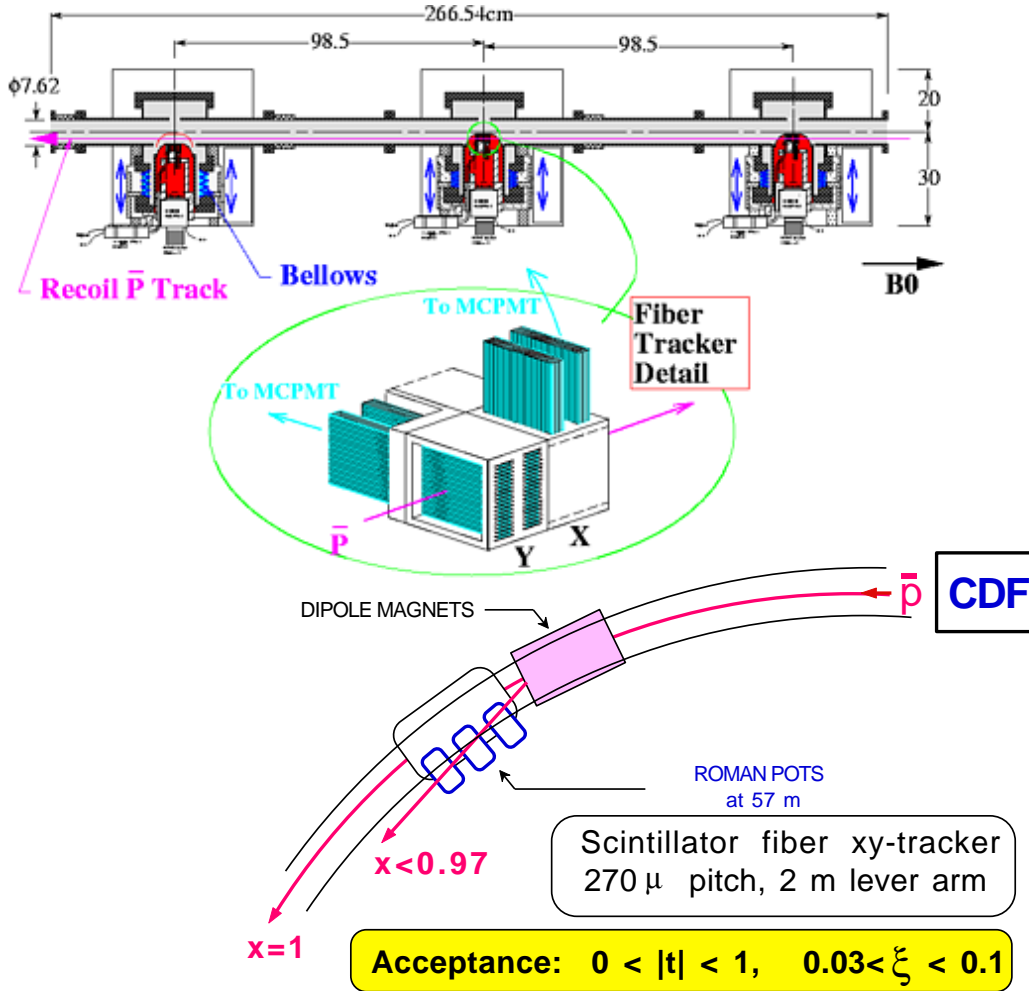 266.54cm
98.5
98.5
ϕ7.62
20
30
Recoil P̅ Track
Bellows
B0
To MCPMT
Fiber
Tracker
Detail
To MCPMT
P̅
Y
X
DIPOLE MAGNETS
p̅
CDF
ROMAN POTS
at 57 m
x<0.97
Scintillator fiber xy-tracker
270 μ pitch, 2 m lever arm
x=1
Acceptance: 0 < |t| < 1, 0.03< ξ < 0.1